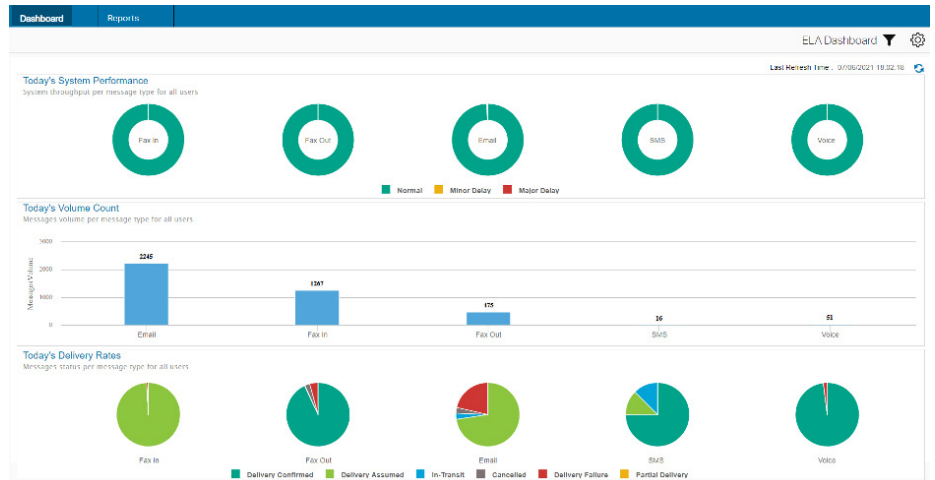 Dashboard Reports
ELA Dashboard
Last Refresh Time : 07/06/2021 18:02:18
Today's System Performance
System throughput per message type for all users
Fax In Fax Out Email SMS Voice
Normal Minor Delay Major Delay
Today's Volume Count
Messages volume per message type for all users
3000
2000
1000
0
Messages Volume
2245 1267 175 16 51
Email Fax In Fax Out SMS Voice
Today's Delivery Rates
Messages status per message type for all users
Fax In Fax Out Email SMS Voice
Delivery Confirmed Delivery Assumed In-Transit Cancelled Delivery Failure Partial Delivery